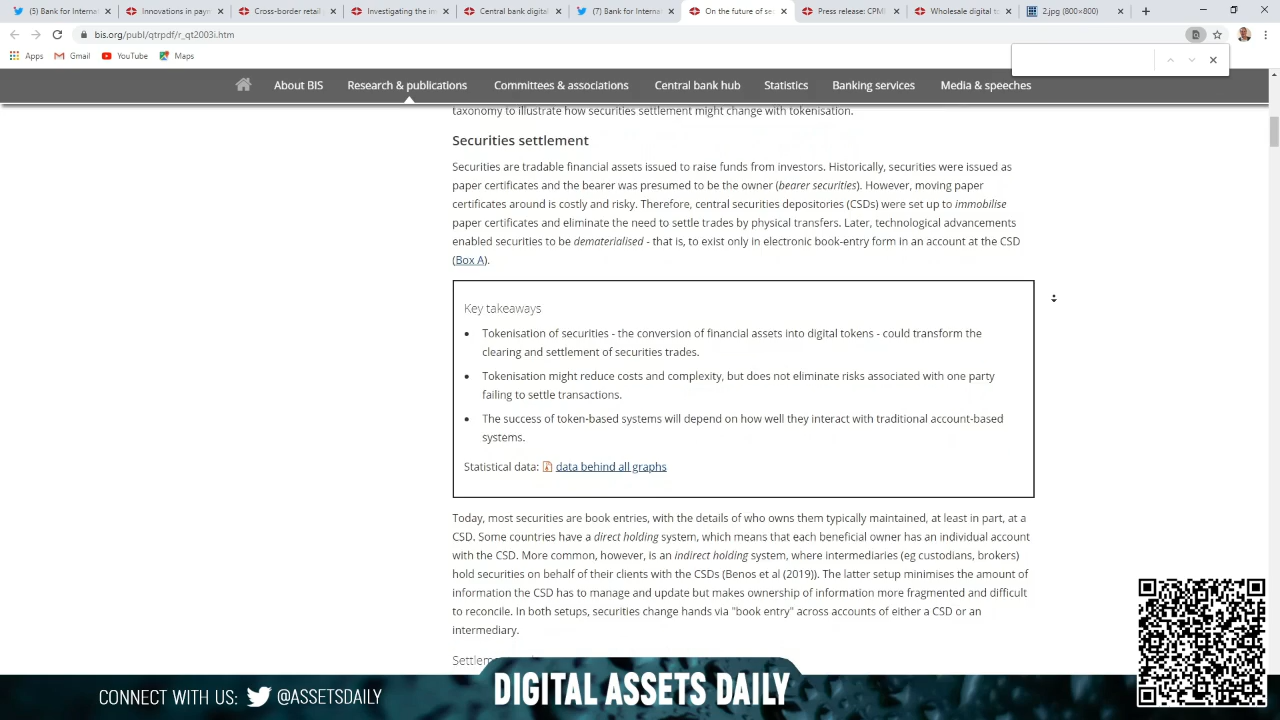 (5) Bank for Interna
Innovations in payn
Cross-border retail
Investigating the im
Central bank digital
(7) Bank for Interna
On the future of se
Press release: CPMI
Wholesale digital to
2.jpg (800×800)
bis.org/publ/qtrpdf/r_qt2003i.htm
Apps Gmail YouTube Maps
About BIS Research & publications Committees & associations Central bank hub Statistics Banking services Media & speeches
taxonomy to illustrate how securities settlement might change with tokenisation.
Securities settlement
Securities are tradable financial assets issued to raise funds from investors. Historically, securities were issued as
paper certificates and the bearer was presumed to be the owner (bearer securities). However, moving paper
certificates around is costly and risky. Therefore, central securities depositories (CSDs) were set up to immobilise
paper certificates and eliminate the need to settle trades by physical transfers. Later, technological advancements
enabled securities to be dematerialised - that is, to exist only in electronic book-entry form in an account at the CSD
(Box A).
Key takeaways
• Tokenisation of securities - the conversion of financial assets into digital tokens - could transform the
clearing and settlement of securities trades.
• Tokenisation might reduce costs and complexity, but does not eliminate risks associated with one party
failing to settle transactions.
• The success of token-based systems will depend on how well they interact with traditional account-based
systems.
Statistical data: data behind all graphs
Today, most securities are book entries, with the details of who owns them typically maintained, at least in part, at a
CSD. Some countries have a direct holding system, which means that each beneficial owner has an individual account
with the CSD. More common, however, is an indirect holding system, where intermediaries (eg custodians, brokers)
hold securities on behalf of their clients with the CSDs (Benos et al (2019)). The latter setup minimises the amount of
information the CSD has to manage and update but makes ownership of information more fragmented and difficult
to reconcile. In both setups, securities change hands via "book entry" across accounts of either a CSD or an
intermediary.
CONNECT WITH US: @ASSETSDAILY
DIGITAL ASSETS DAILY